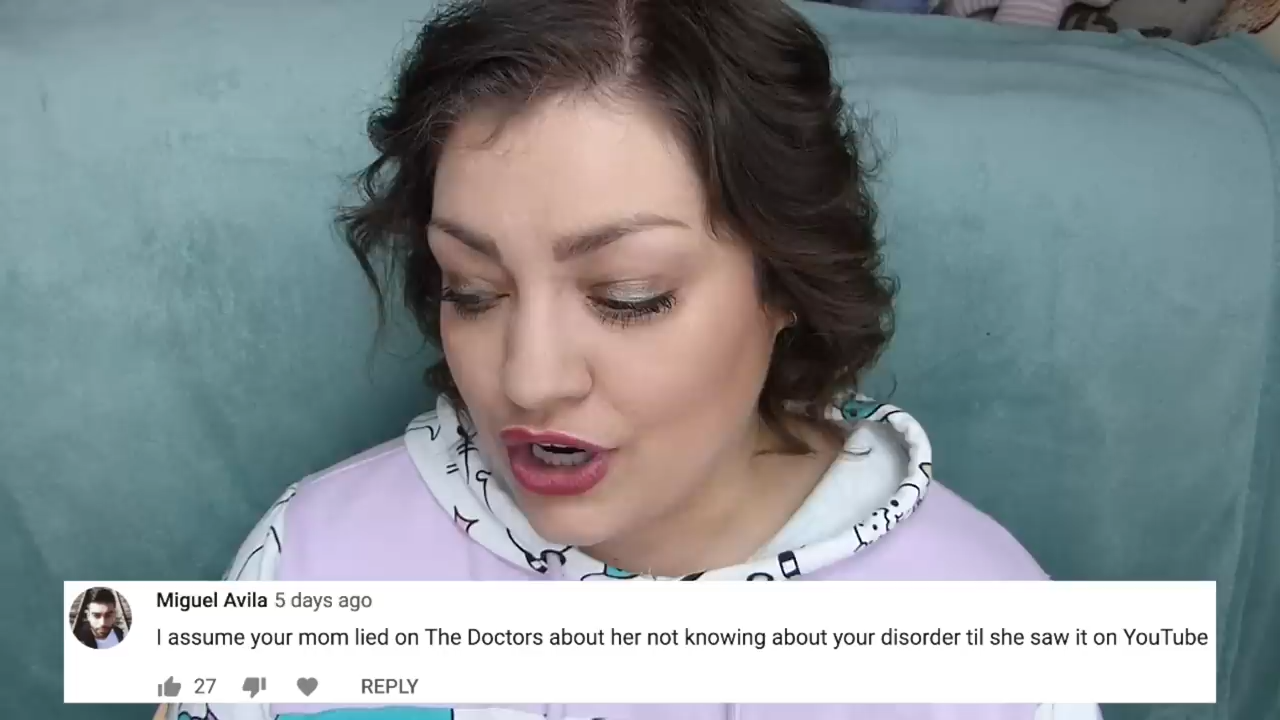 Miguel Avila 5 days ago
I assume your mom lied on The Doctors about her not knowing about your disorder til she saw it on YouTube
27 REPLY